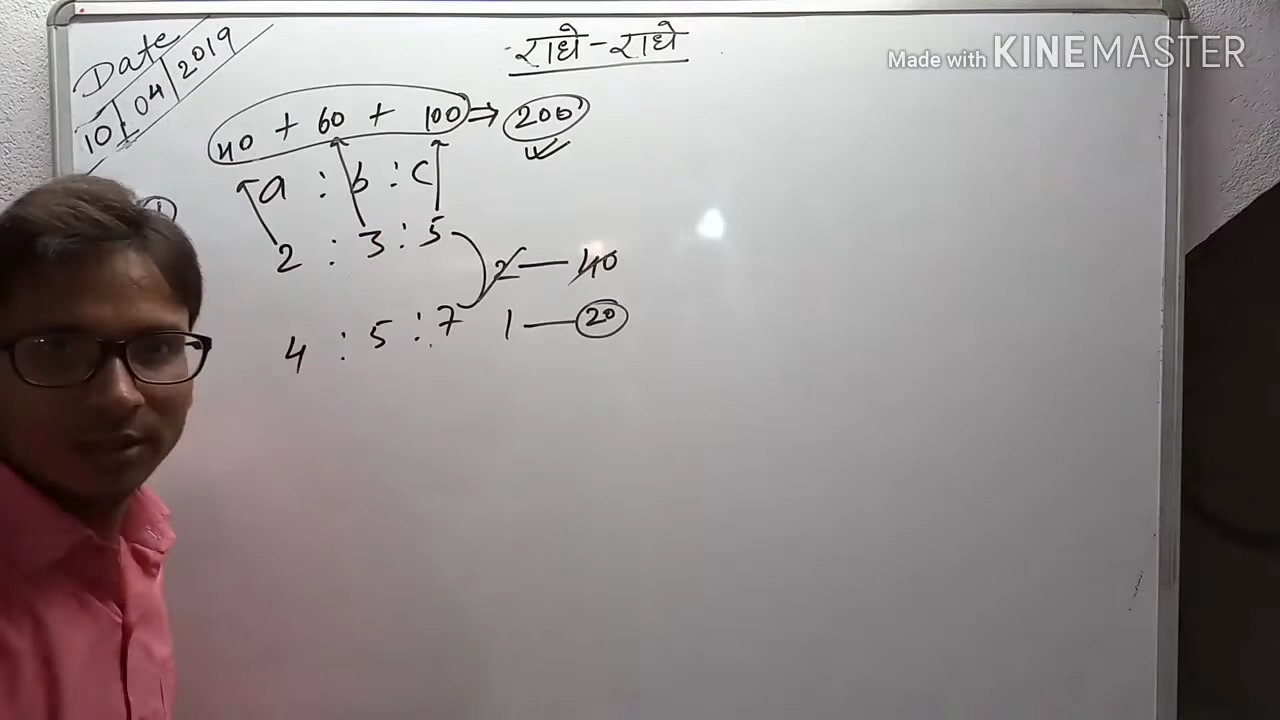 Date
10/04/2019
राधे-राधे
Made with KINEMASTER
40 + 60 + 100 ⇒ 200
a : b : c
1
2 : 3 : 5
2 — 40
4 : 5 : 7
1 — 20